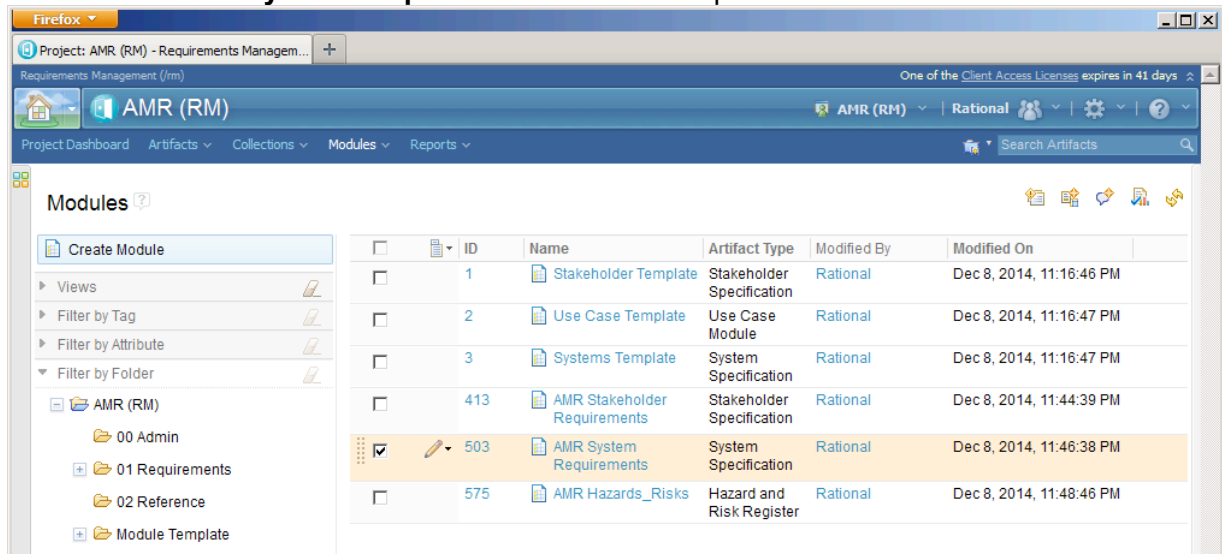 Firefox
Project: AMR (RM) - Requirements Managem...
Requirements Management (/rm)
One of the Client Access Licenses expires in 41 days
AMR (RM)
AMR (RM) | Rational
Project Dashboard Artifacts Collections Modules Reports
Search Artifacts
Modules
Create Module
Views
Filter by Tag
Filter by Attribute
Filter by Folder
AMR (RM)
00 Admin
01 Requirements
02 Reference
Module Template
ID Name Artifact Type Modified By Modified On
1 Stakeholder Template Stakeholder Rational Dec 8, 2014, 11:16:46 PM
Specification
2 Use Case Template Use Case Rational Dec 8, 2014, 11:16:47 PM
Module
3 Systems Template System Rational Dec 8, 2014, 11:16:47 PM
Specification
413 AMR Stakeholder Stakeholder Rational Dec 8, 2014, 11:44:39 PM
Requirements Specification
503 AMR System System Rational Dec 8, 2014, 11:46:38 PM
Requirements Specification
575 AMR Hazards_Risks Hazard and Rational Dec 8, 2014, 11:48:46 PM
Risk Register